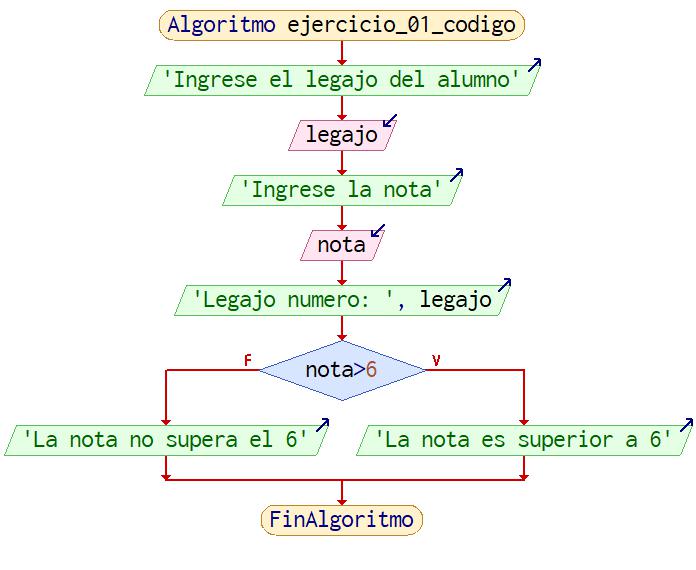 Algoritmo ejercicio_01_codigo
'Ingrese el legajo del alumno'
legajo
'Ingrese la nota'
nota
'Legajo numero: ', legajo
F
nota>6
V
'La nota no supera el 6'
'La nota es superior a 6'
FinAlgoritmo